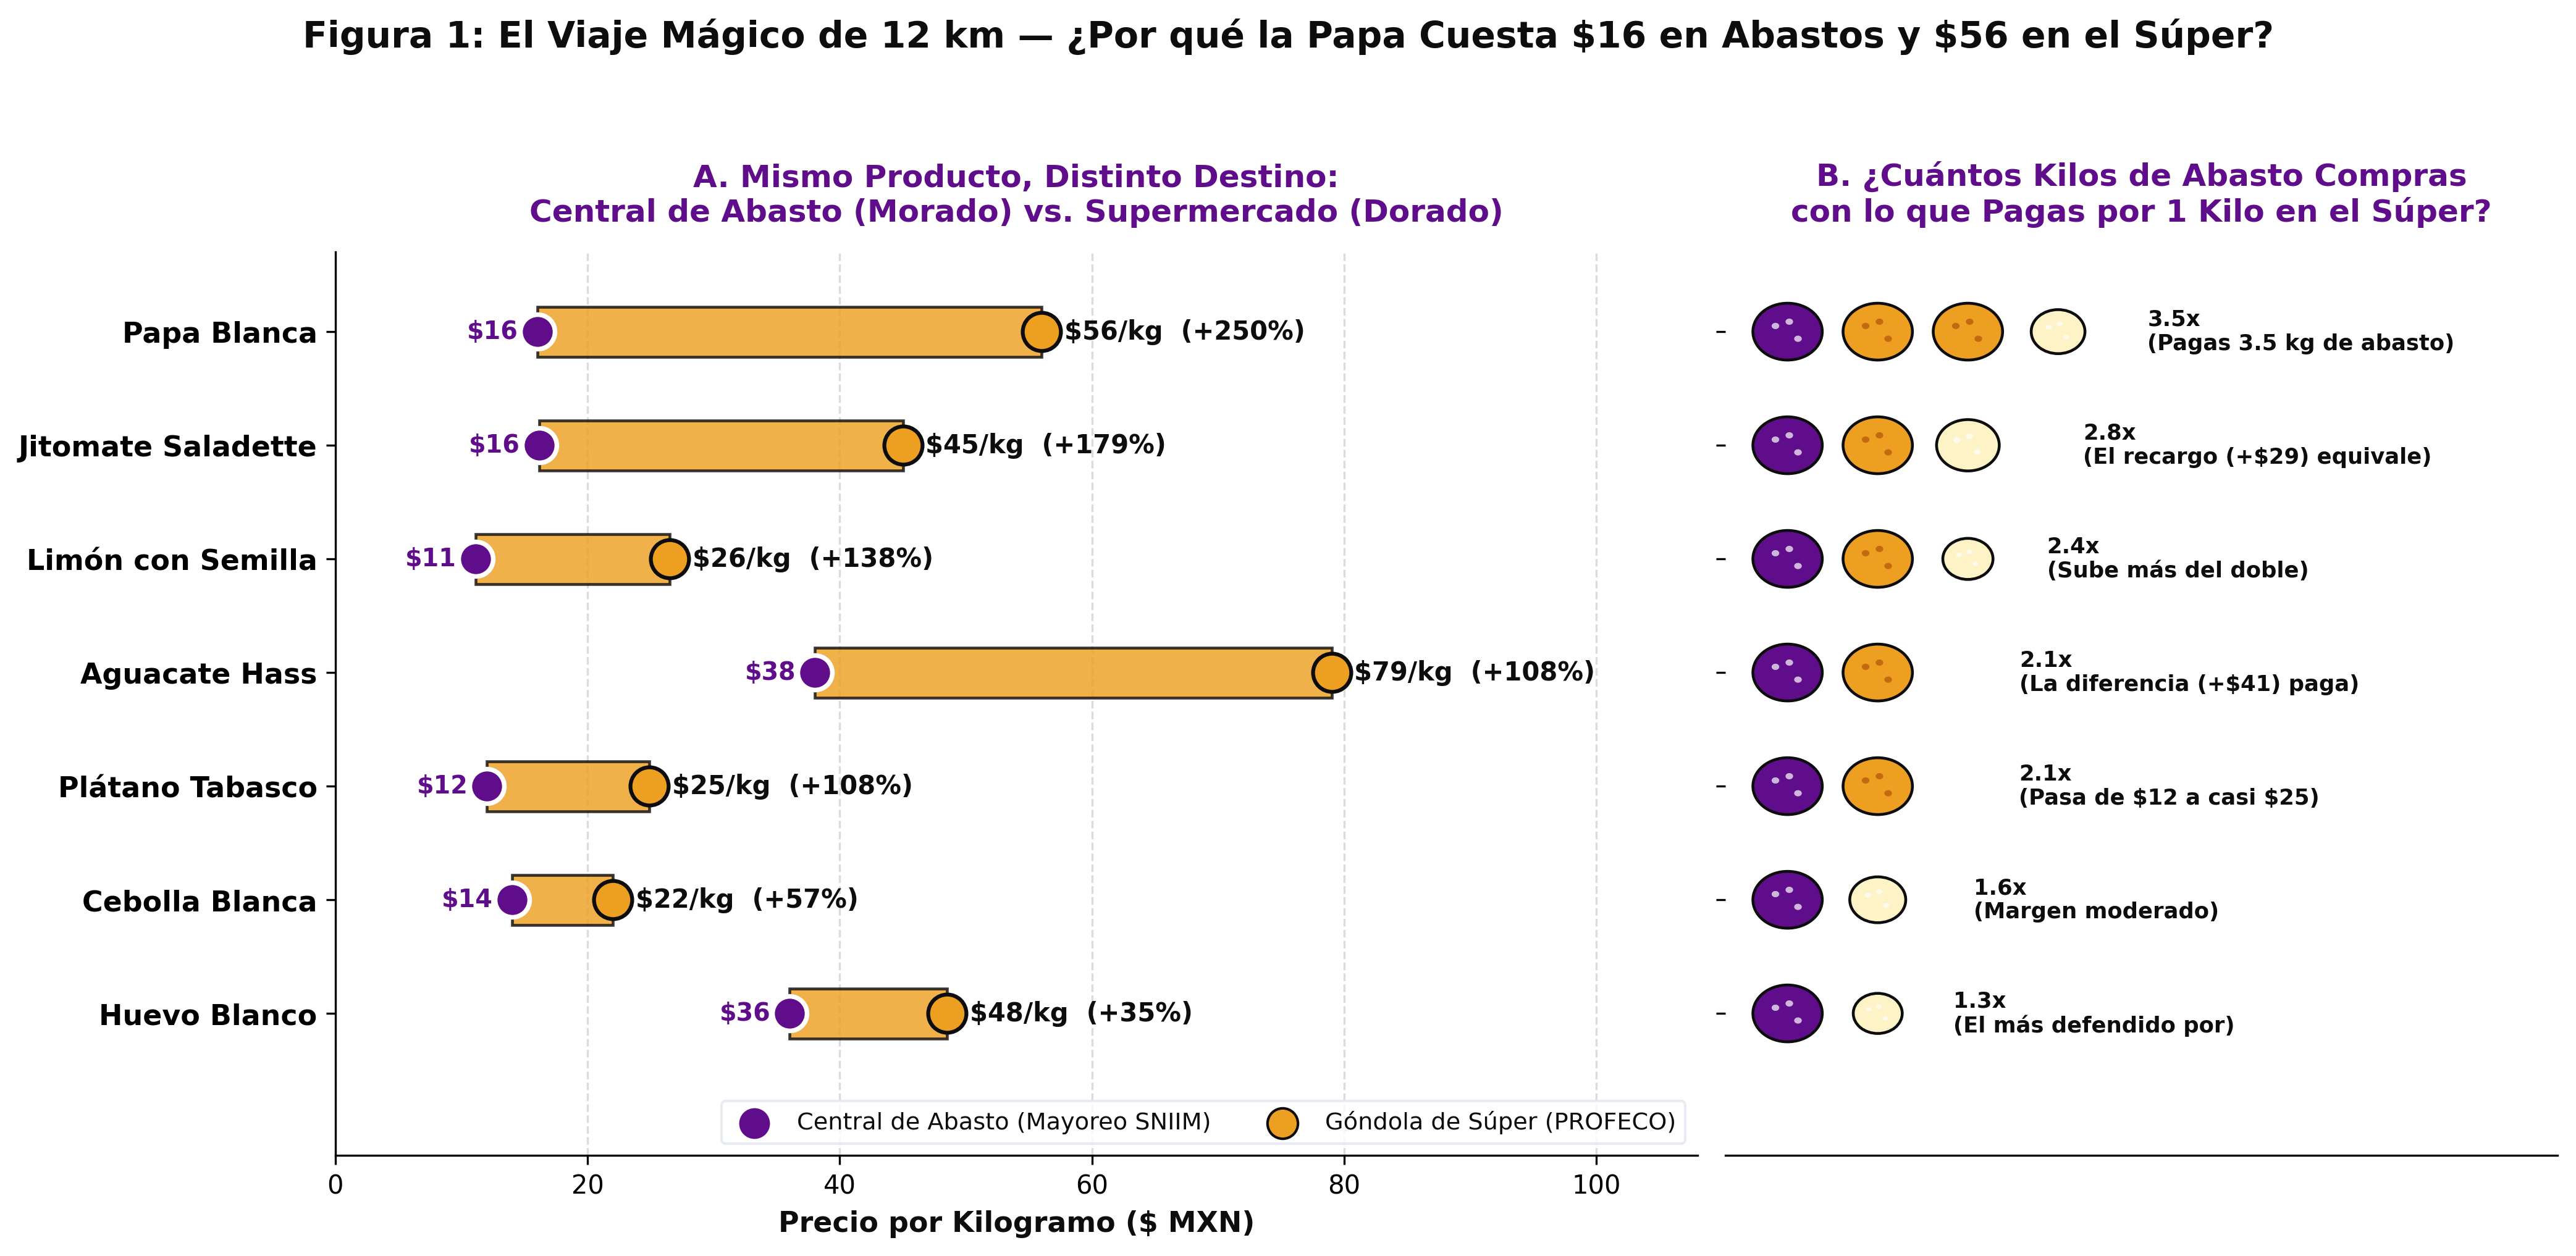 Figura 1: El Viaje Mágico de 12 km — ¿Por qué la Papa Cuesta $16 en Abastos y $56 en el Súper?
A. Mismo Producto, Distinto Destino:
Central de Abasto (Morado) vs. Supermercado (Dorado)
Papa Blanca
$16
$56/kg (+250%)
Jitomate Saladette
$16
$45/kg (+179%)
Limón con Semilla
$11
$26/kg (+138%)
Aguacate Hass
$38
$79/kg (+108%)
Plátano Tabasco
$12
$25/kg (+108%)
Cebolla Blanca
$14
$22/kg (+57%)
Huevo Blanco
$36
$48/kg (+35%)
Central de Abasto (Mayoreo SNIIM)
Góndola de Súper (PROFECO)
0
20
40
60
80
100
Precio por Kilogramo ($ MXN)
B. ¿Cuántos Kilos de Abasto Compras
con lo que Pagas por 1 Kilo en el Súper?
3.5x
(Pagas 3.5 kg de abasto)
2.8x
(El recargo (+$29) equivale)
2.4x
(Sube más del doble)
2.1x
(La diferencia (+$41) paga)
2.1x
(Pasa de $12 a casi $25)
1.6x
(Margen moderado)
1.3x
(El más defendido por)